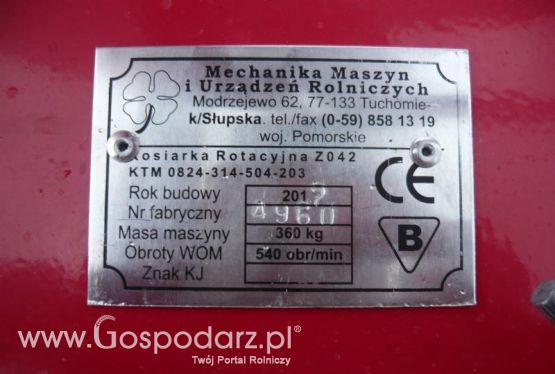 Mechanika Maszyn
i Urządzeń Rolniczych
Modrzejewo 62, 77-133 Tuchomie-
k/Słupska. tel./fax (0-59) 858 13 19
woj. Pomorskie
Kosiarka Rotacyjna Z042
KTM 0824-314-504-203
Rok budowy 201
Nr fabryczny 4960
Masa maszyny 360 kg
Obroty WOM 540 obr/min
Znak KJ
CE
B
www.Gospodarz.pl®
Twój Portal Rolniczy